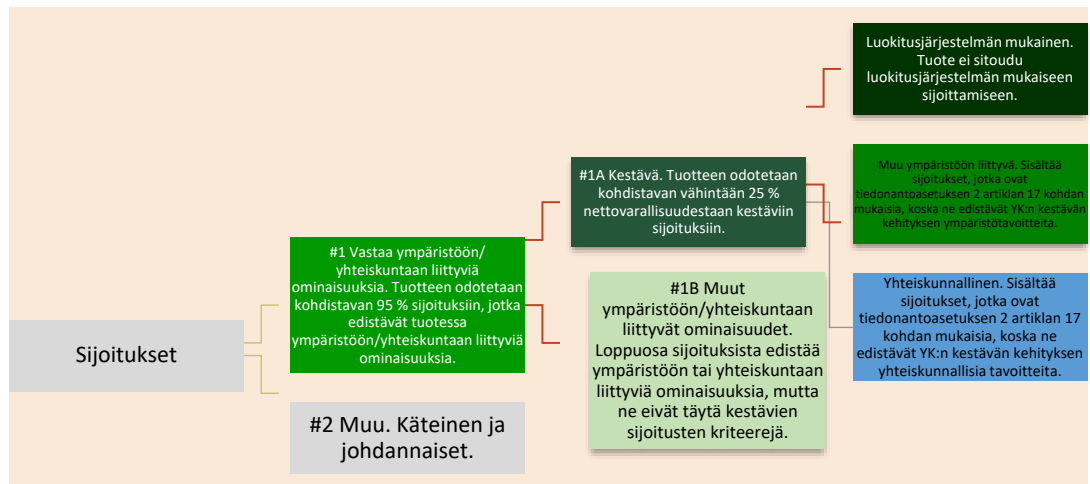 Sijoitukset
#1 Vastaa ympäristöön/
yhteiskuntaan liittyviä
ominaisuuksia. Tuotteen odotetaan
kohdistavan 95 % sijoituksiin, jotka
edistävät tuotessa
ympäristöön/yhteiskuntaan liittyviä
ominaisuuksia.
#2 Muu. Käteinen ja
johdannaiset.
#1A Kestävä. Tuotteen odotetaan
kohdistavan vähintään 25 %
nettovarallisuudestaan kestäviin
sijoituksiin.
#1B Muut
ympäristöön/yhteiskuntaan
liittyvät ominaisuudet.
Loppuosa sijoituksista edistää
ympäristöön tai yhteiskuntaan
liittyviä ominaisuuksia, mutta
ne eivät täytä kestävien
sijoitusten kriteerejä.
Luokitusjärjestelmän mukainen.
Tuote ei sitoudu
luokitusjärjestelmän mukaiseen
sijoittamiseen.
Muu ympäristöön liittyvä. Sisältää
sijoitukset, jotka ovat
tiedonantoasetuksen 2 artiklan 17 kohdan
mukaisia, koska ne edistävät YK:n kestävän
kehityksen ympäristötavoitteita.
Yhteiskunnallinen. Sisältää
sijoitukset, jotka ovat
tiedonantoasetuksen 2 artiklan 17
kohdan mukaisia, koska ne
edistävät YK:n kestävän kehityksen
yhteiskunnallisia tavoitteita.